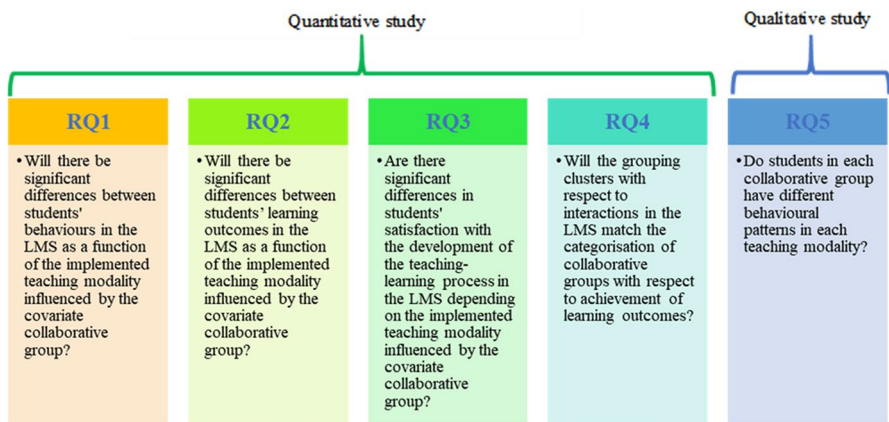 Quantitative study
Qualitative study
RQ1
• Will there be
significant
differences between
students'
behaviours in the
LMS as a function
of the implemented
teaching modality
influenced by the
covariate
collaborative
group?
RQ2
• Will there be
significant
differences between
students’ learning
outcomes in the
LMS as a function
of the implemented
teaching modality
influenced by the
covariate
collaborative
group?
RQ3
• Are there
significant
differences in
students'
satisfaction with
the development of
the teaching-
learning process in
the LMS depending
on the implemented
teaching modality
influenced by the
covariate
collaborative
group?
RQ4
• Will the grouping
clusters with
respect to
interactions in the
LMS match the
categorisation of
collaborative
groups with respect
to achievement of
learning outcomes?
RQ5
• Do students in each
collaborative group
have different
behavioural
patterns in each
teaching modality?